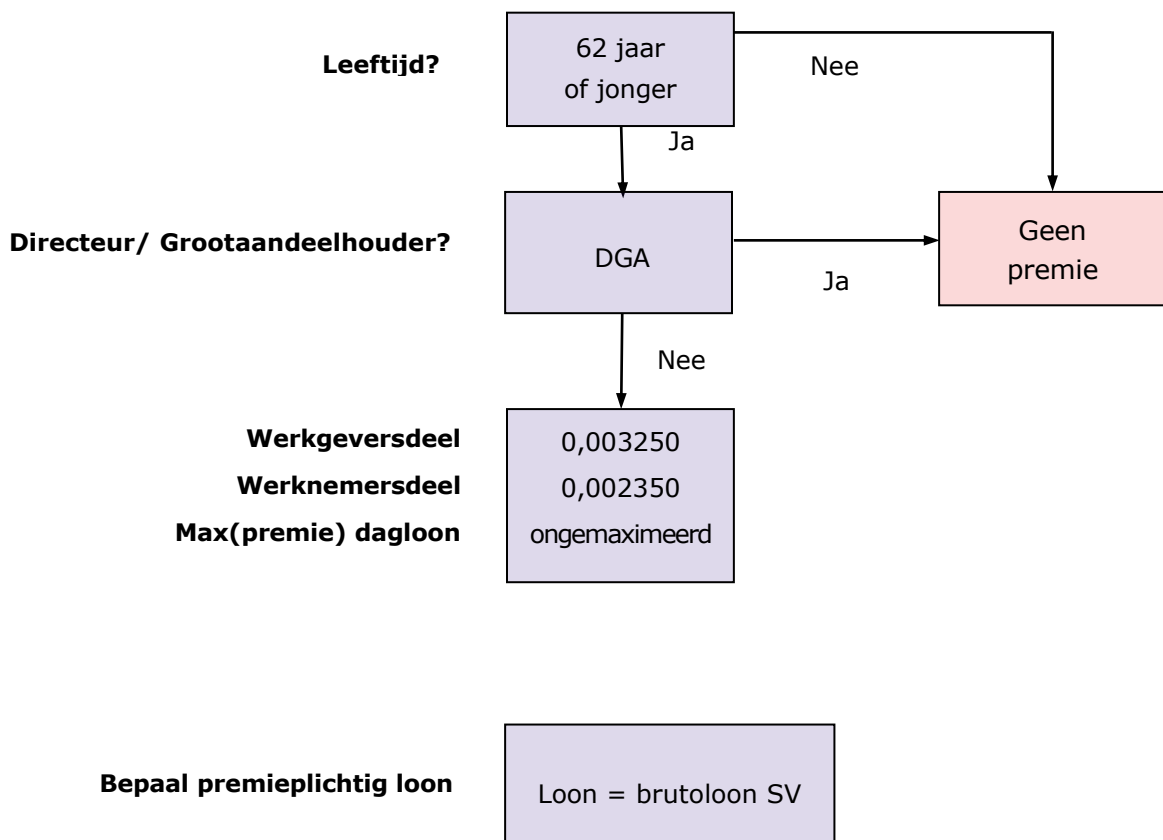 Leeftijd?
62 jaar
of jonger
Nee
Ja
Directeur/ Grootaandeelhouder?
DGA
Ja
Geen
premie
Nee
Werkgeversdeel
0,003250
Werknemersdeel
0,002350
Max(premie) dagloon
ongemaximeerd
Bepaal premieplichtig loon
Loon = brutoloon SV